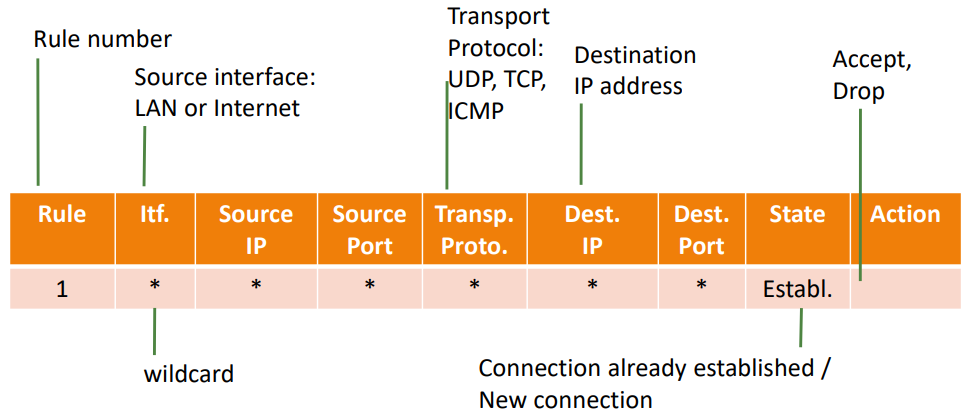 Rule number
Source interface:
LAN or Internet
Transport
Protocol:
UDP, TCP,
ICMP
Destination
IP address
Accept,
Drop
Rule
Itf.
Source
IP
Source
Port
Transp.
Proto.
Dest.
IP
Dest.
Port
State
Action
1
*
*
*
*
*
*
Establ.
wildcard
Connection already established /
New connection